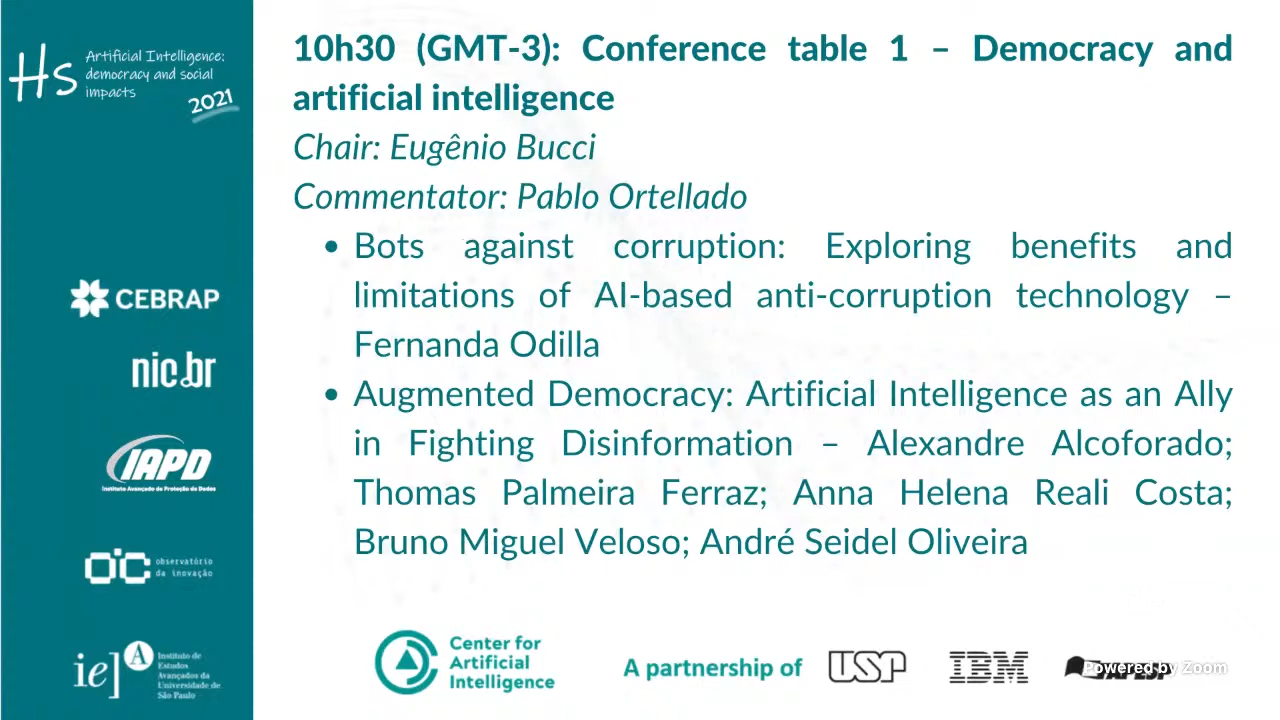 Hs
Artificial Intelligence:
democracy and social
impacts
2021
CEBRAP
nic.br
IAPD
Instituto Avançado de Proteção de Dados
OIC observatório
da inovação
iea
Instituto de
Estudos
Avançados da
Universidade de
São Paulo
10h30 (GMT-3): Conference table 1 – Democracy and
artificial intelligence
Chair: Eugênio Bucci
Commentator: Pablo Ortellado
• Bots against corruption: Exploring benefits and
limitations of AI-based anti-corruption technology –
Fernanda Odilla
• Augmented Democracy: Artificial Intelligence as an Ally
in Fighting Disinformation – Alexandre Alcoforado;
Thomas Palmeira Ferraz; Anna Helena Reali Costa;
Bruno Miguel Veloso; André Seidel Oliveira
Center for
Artificial
Intelligence
A partnership of
USP
IBM
Powered by Zoom